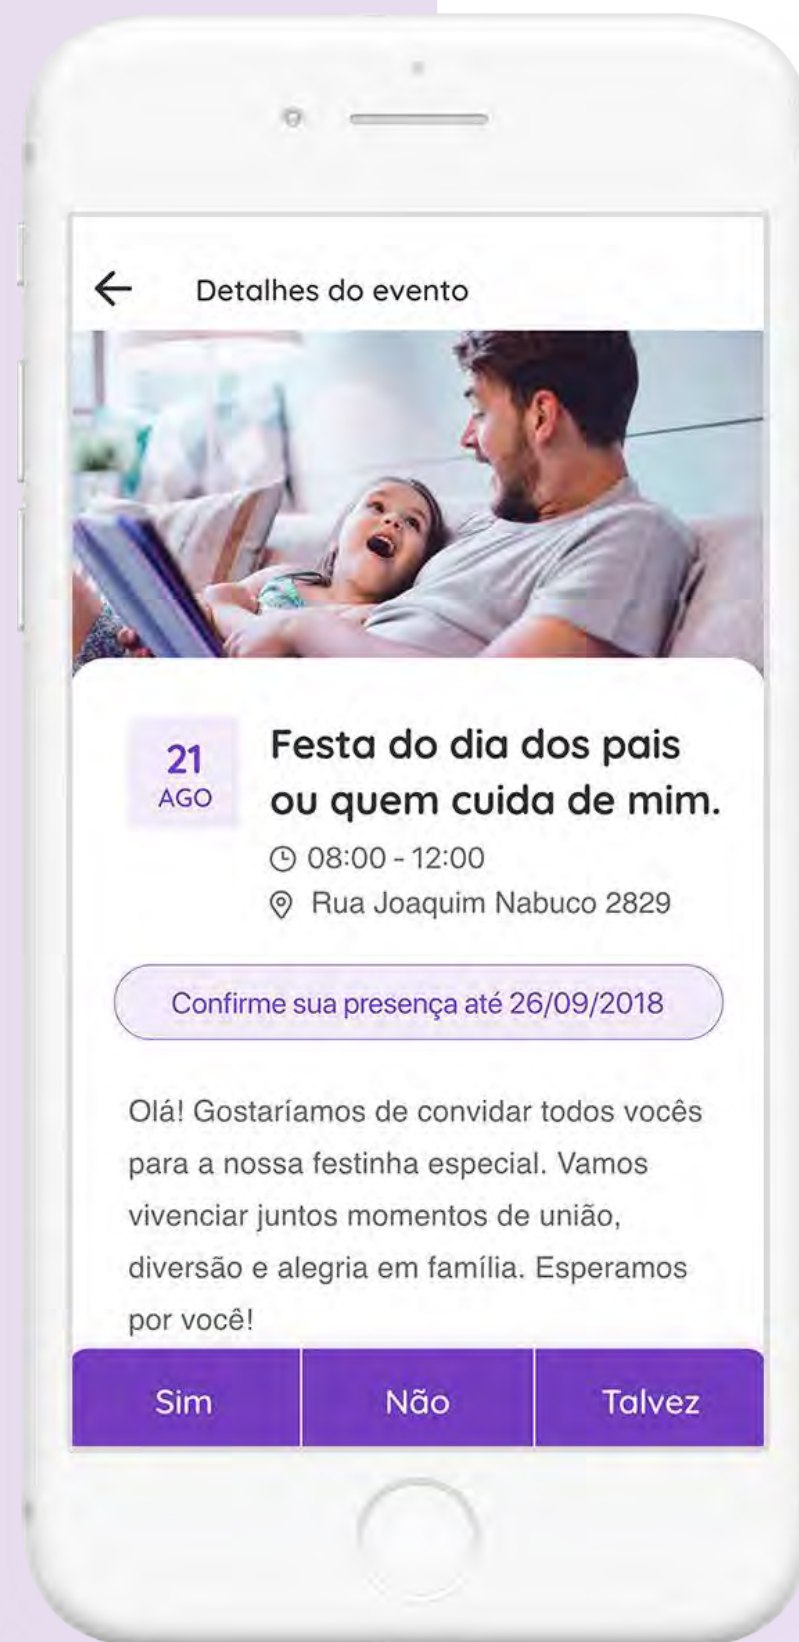 Detalhes do evento
21
AGO
Festa do dia dos pais
ou quem cuida de mim.
08:00 - 12:00
Rua Joaquim Nabuco 2829
Confirme sua presença até 26/09/2018
Olá! Gostaríamos de convidar todos vocês
para a nossa festinha especial. Vamos
vivenciar juntos momentos de união,
diversão e alegria em família. Esperamos
por você!
Sim
Não
Talvez